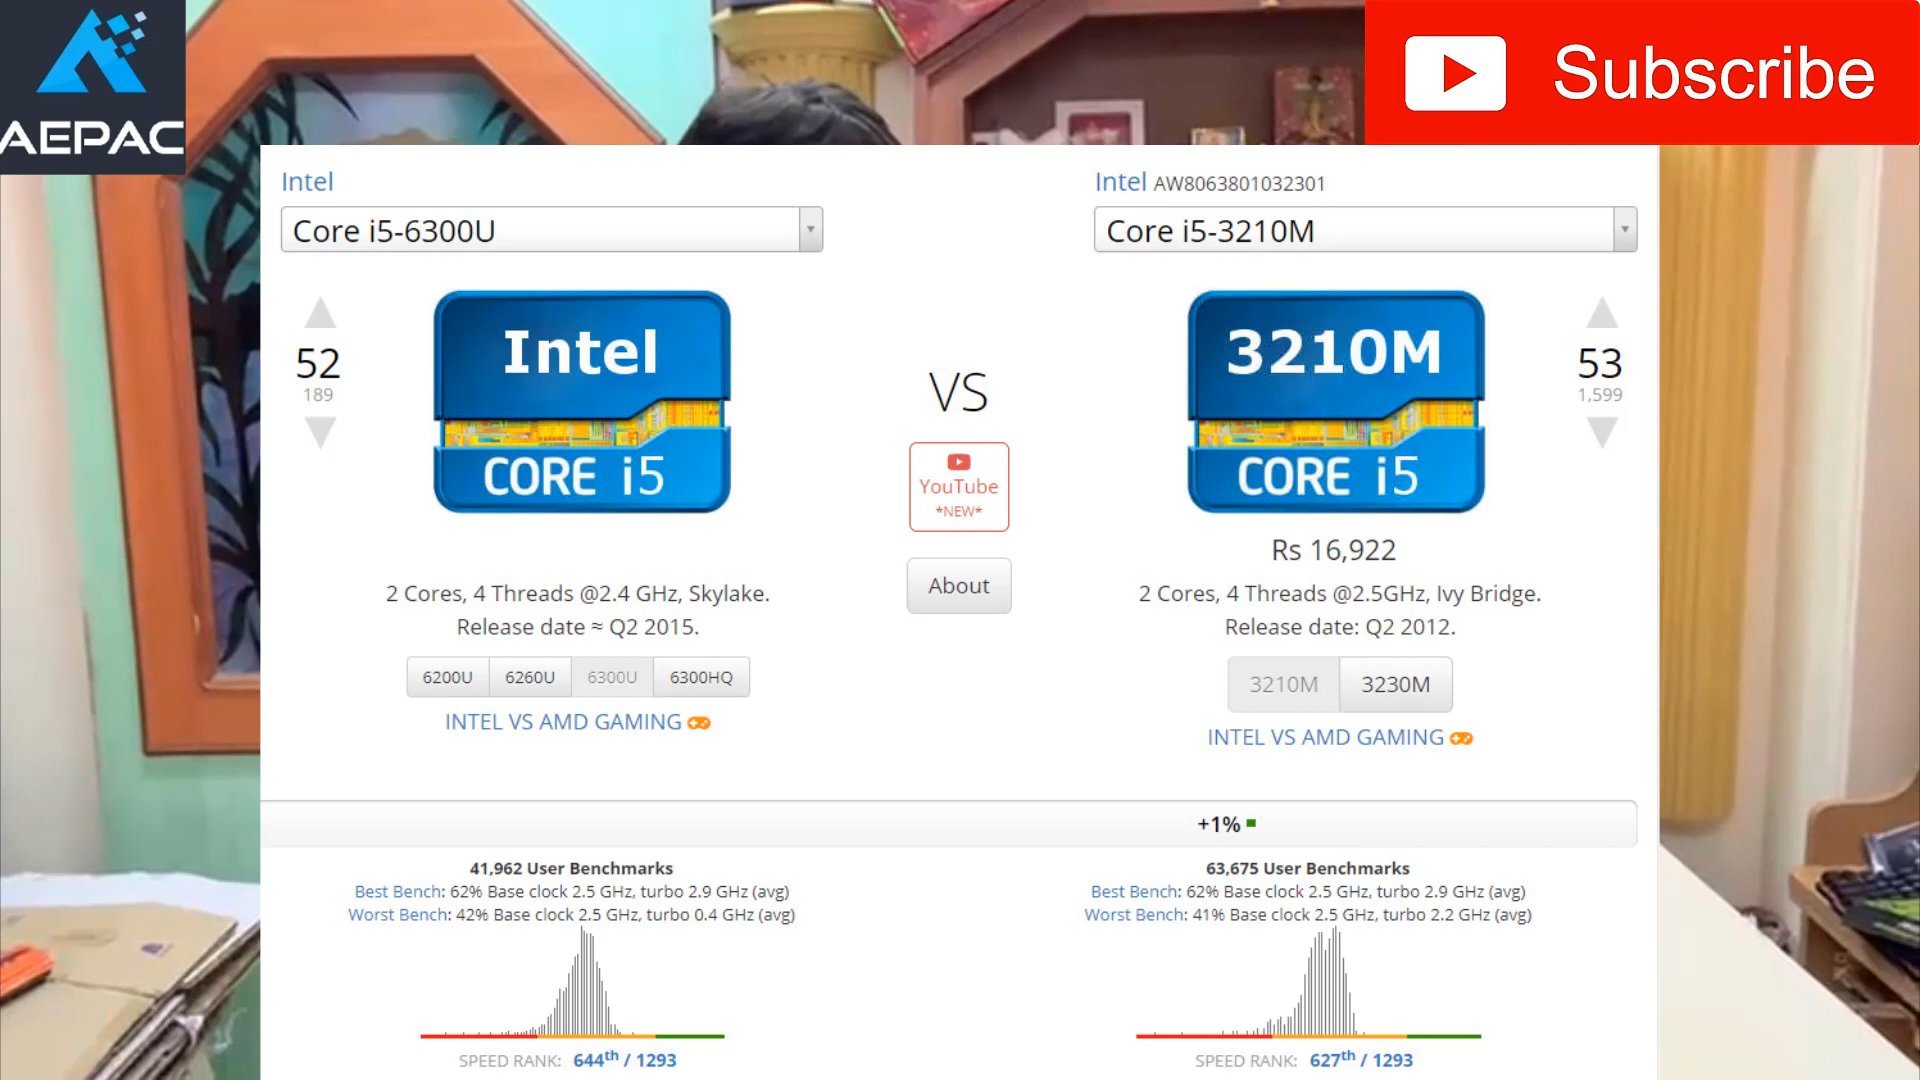 AEPAC
Subscribe
Intel
Core i5-6300U
52
189
Intel
CORE i5
2 Cores, 4 Threads @2.4 GHz, Skylake.
Release date ≈ Q2 2015.
6200U 6260U 6300U 6300HQ
INTEL VS AMD GAMING
VS
YouTube
*NEW*
About
Intel AW8063801032301
Core i5-3210M
53
1,599
3210M
CORE i5
Rs 16,922
2 Cores, 4 Threads @2.5GHz, Ivy Bridge.
Release date: Q2 2012.
3210M 3230M
INTEL VS AMD GAMING
+1%
41,962 User Benchmarks
Best Bench: 62% Base clock 2.5 GHz, turbo 2.9 GHz (avg)
Worst Bench: 42% Base clock 2.5 GHz, turbo 0.4 GHz (avg)
SPEED RANK: 644th / 1293
63,675 User Benchmarks
Best Bench: 62% Base clock 2.5 GHz, turbo 2.9 GHz (avg)
Worst Bench: 41% Base clock 2.5 GHz, turbo 2.2 GHz (avg)
SPEED RANK: 627th / 1293